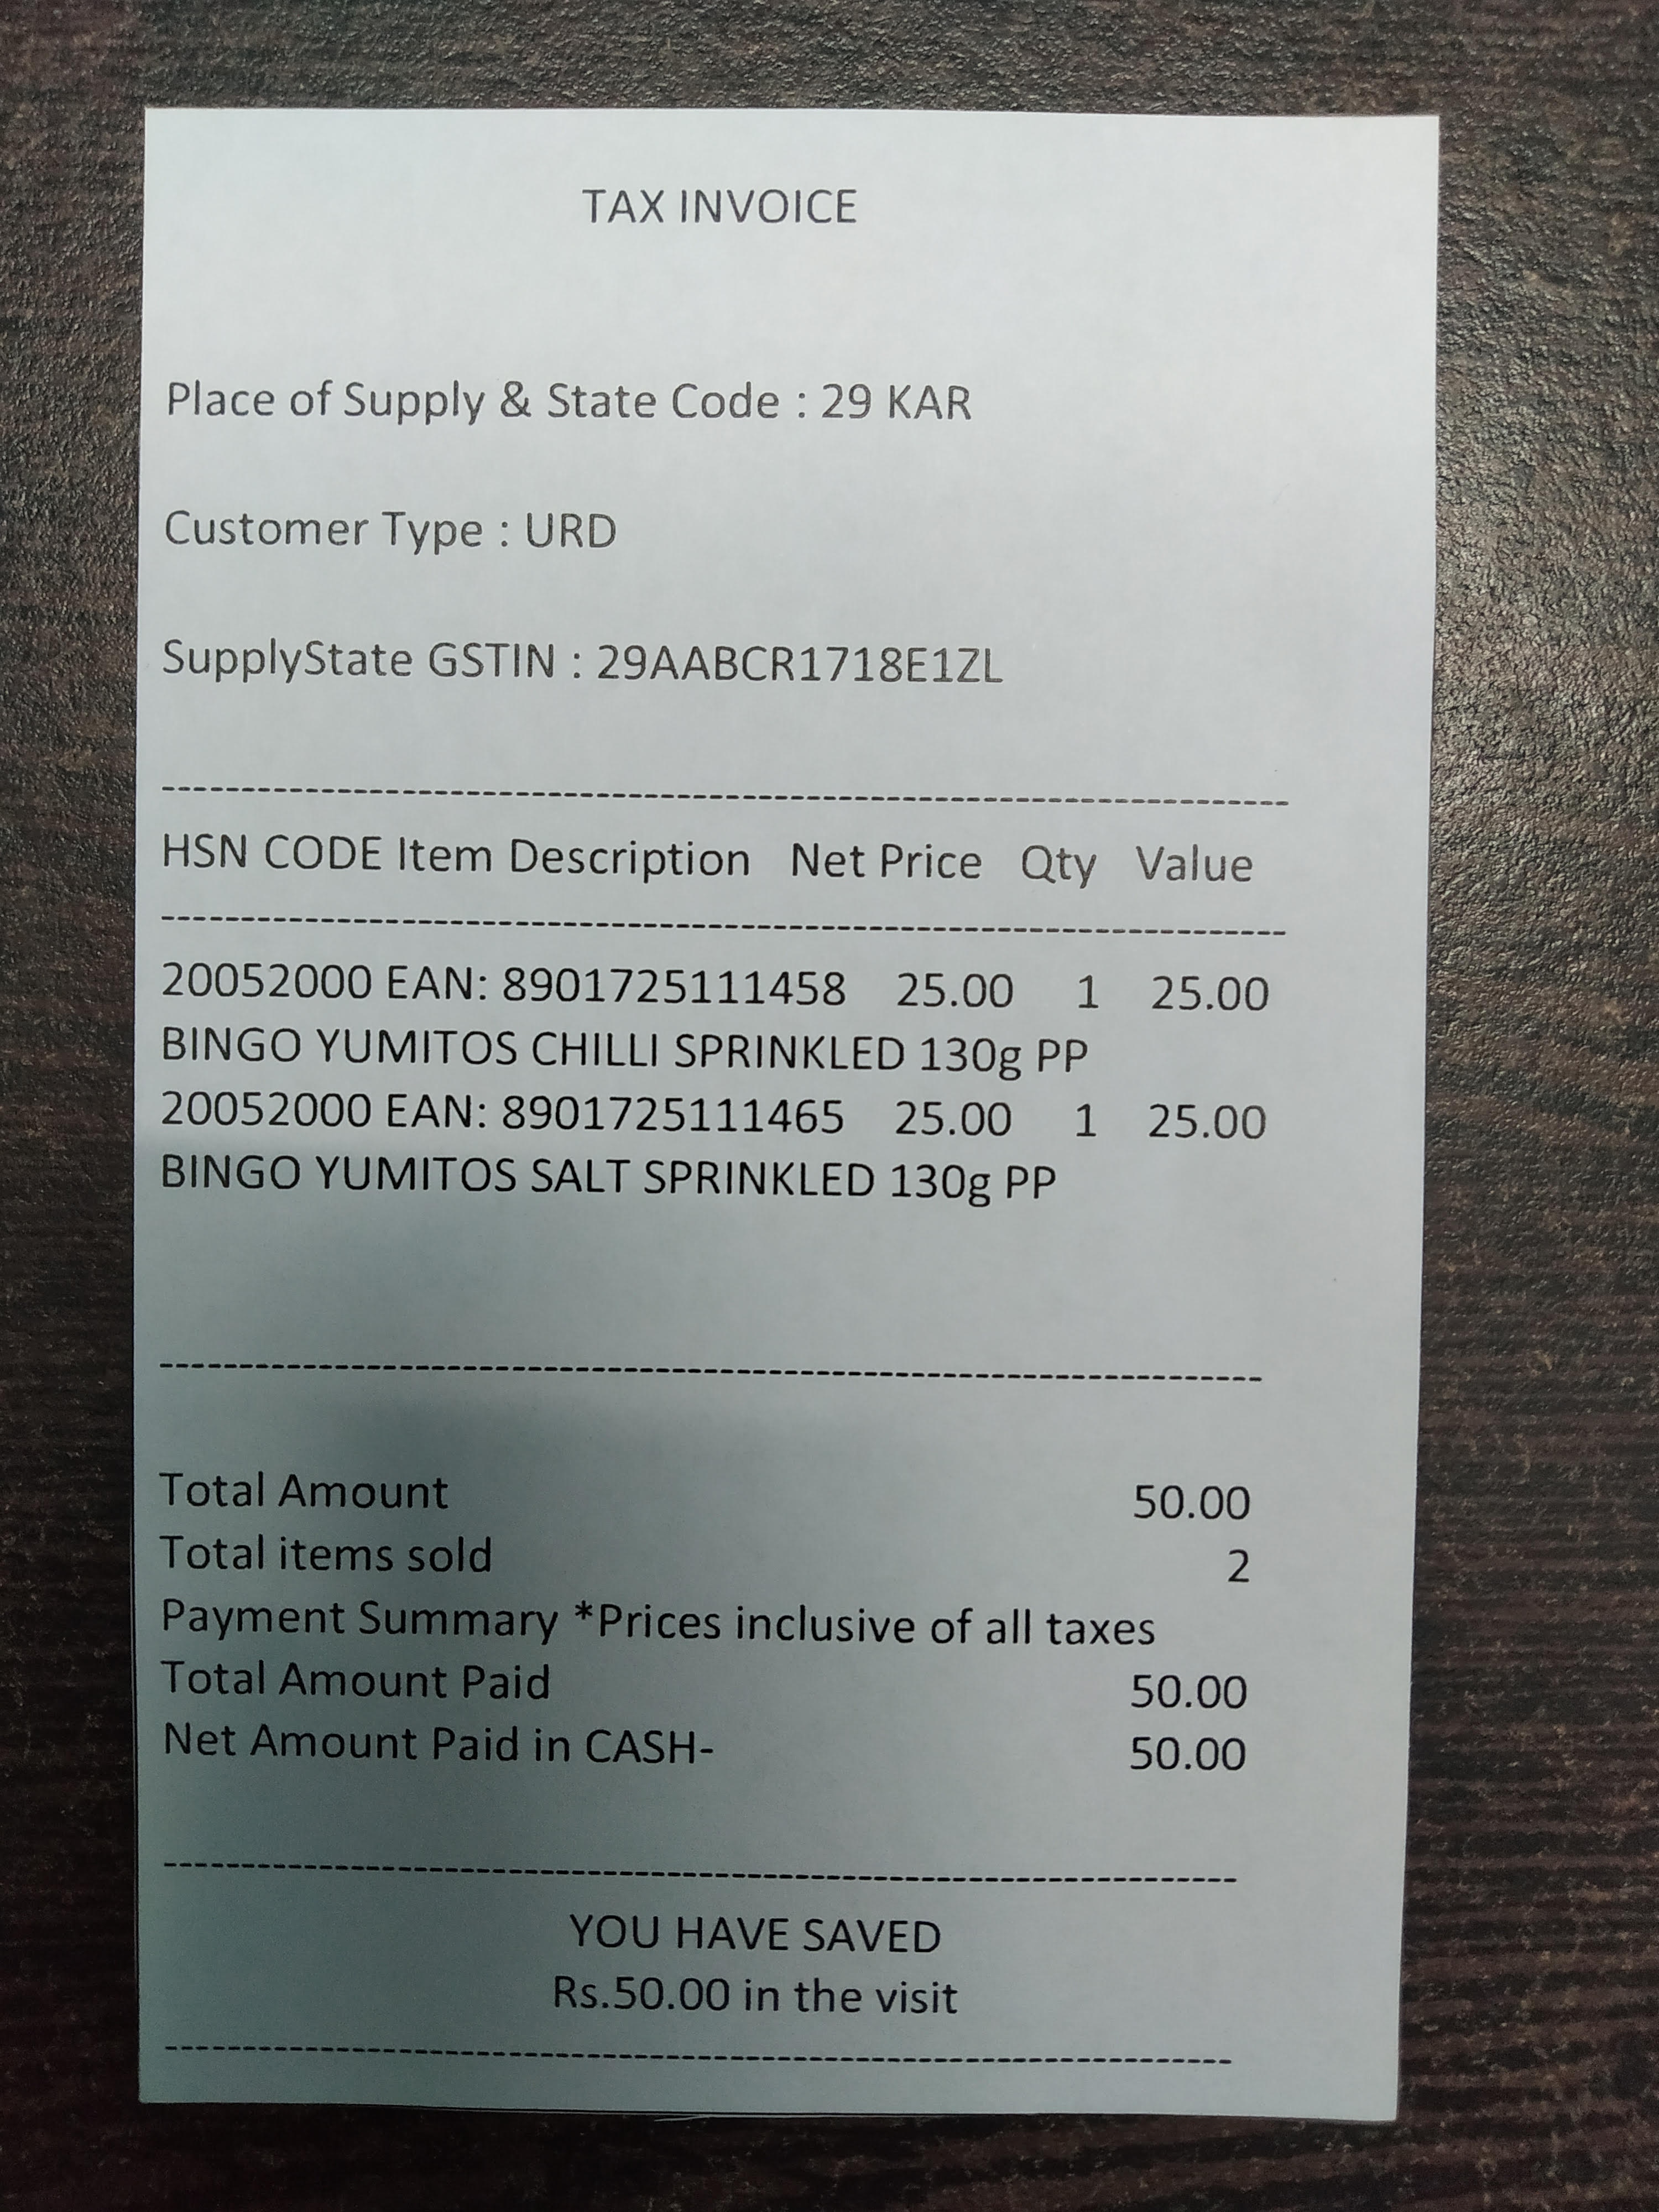 TAX INVOICE
Place of Supply & State Code : 29 KAR
Customer Type : URD
SupplyState GSTIN : 29AABCR1718E1ZL
--------------------------------------------------------------------------------
HSN CODE Item Description Net Price Qty Value
--------------------------------------------------------------------------------
20052000 EAN: 8901725111458 25.00 1 25.00
BINGO YUMITOS CHILLI SPRINKLED 130g PP
20052000 EAN: 8901725111465 25.00 1 25.00
BINGO YUMITOS SALT SPRINKLED 130g PP
--------------------------------------------------------------------------------
Total Amount 50.00
Total items sold 2
Payment Summary *Prices inclusive of all taxes
Total Amount Paid 50.00
Net Amount Paid in CASH- 50.00
--------------------------------------------------------------------------------
YOU HAVE SAVED
Rs.50.00 in the visit
--------------------------------------------------------------------------------